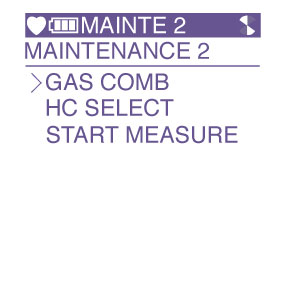 MAINTE 2
MAINTENANCE 2
>GAS COMB
HC SELECT
START MEASURE